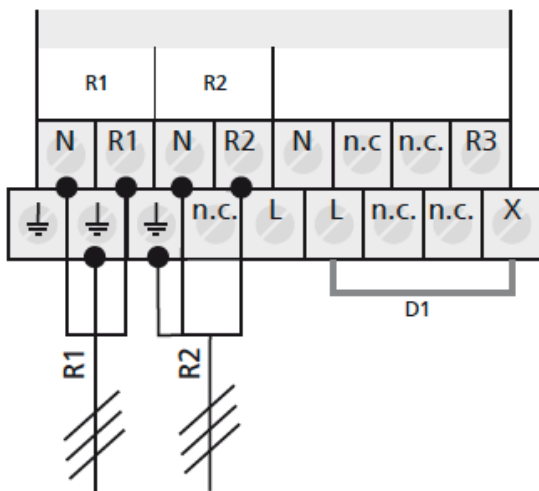 R1 R2
N R1 N R2 N n.c n.c. R3
n.c. L L n.c. n.c. X
D1
R1 R2